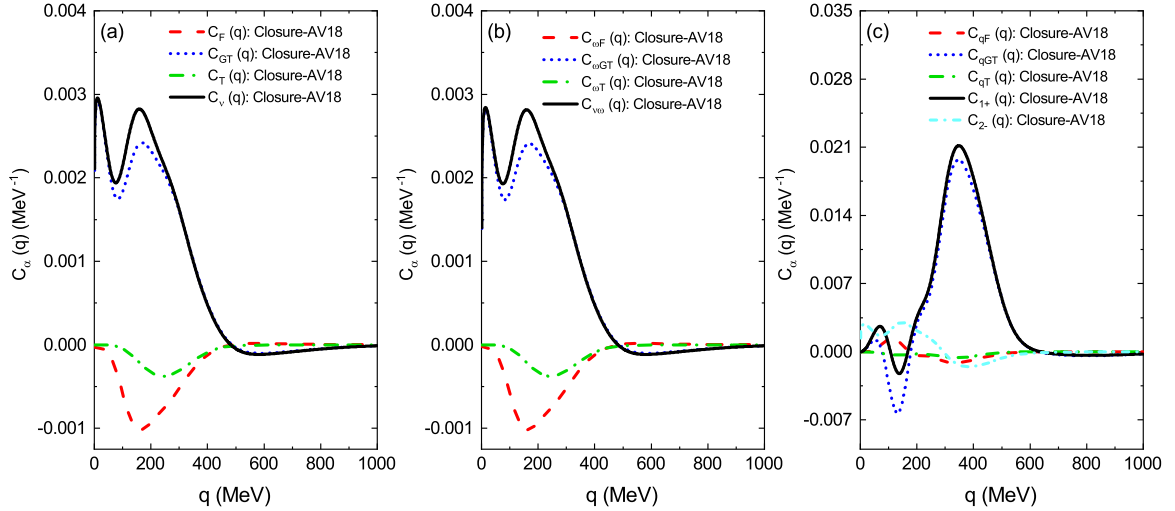 (a)
C_F (q): Closure-AV18
C_GT (q): Closure-AV18
C_T (q): Closure-AV18
C_ν (q): Closure-AV18
0.004
0.003
0.002
0.001
0.000
-0.001
C_α (q) (MeV⁻¹)
0 200 400 600 800 1000
q (MeV)
(b)
C_ωF (q): Closure-AV18
C_ωGT (q): Closure-AV18
C_ωT (q): Closure-AV18
C_νω (q): Closure-AV18
0.004
0.003
0.002
0.001
0.000
-0.001
C_α (q) (MeV⁻¹)
0 200 400 600 800 1000
q (MeV)
(c)
C_qF (q): Closure-AV18
C_qGT (q): Closure-AV18
C_qT (q): Closure-AV18
C_1+ (q): Closure-AV18
C_2- (q): Closure-AV18
0.035
0.028
0.021
0.014
0.007
0.000
-0.007
C_α (q) (MeV⁻¹)
0 200 400 600 800 1000
q (MeV)